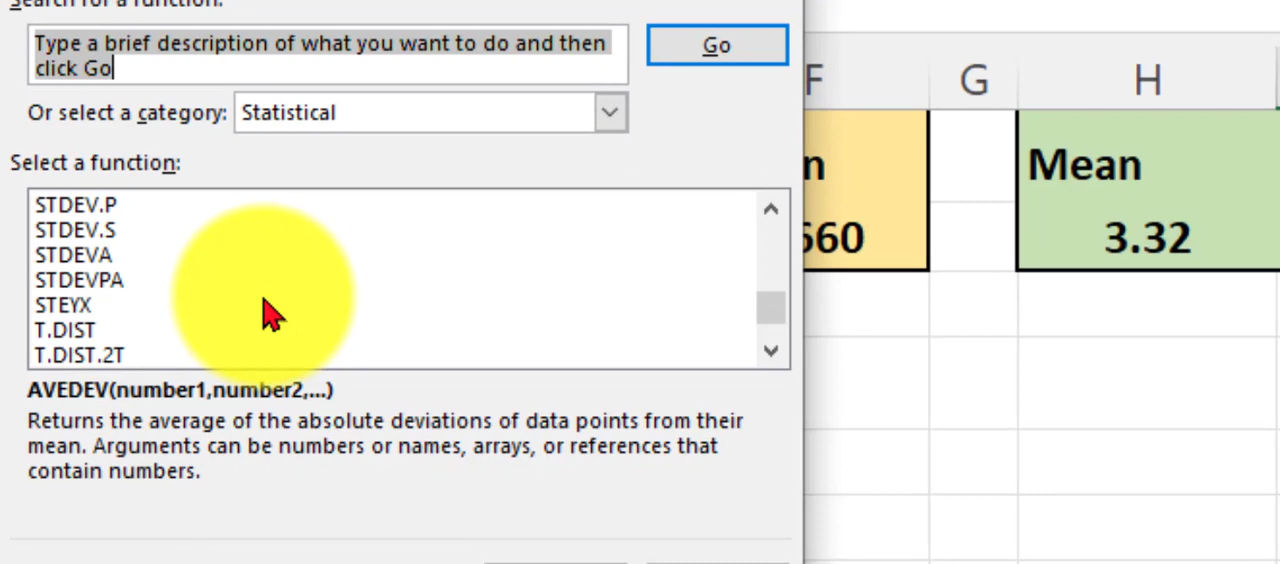 Search for a function:
Type a brief description of what you want to do and then
click Go
Go
Or select a category:
Statistical
Select a function:
STDEV.P
STDEV.S
STDEVA
STDEVPA
STEYX
T.DIST
T.DIST.2T
AVEDEV(number1,number2,...)
Returns the average of the absolute deviations of data points from their
mean. Arguments can be numbers or names, arrays, or references that
contain numbers.
F G H
n Mean
660 3.32